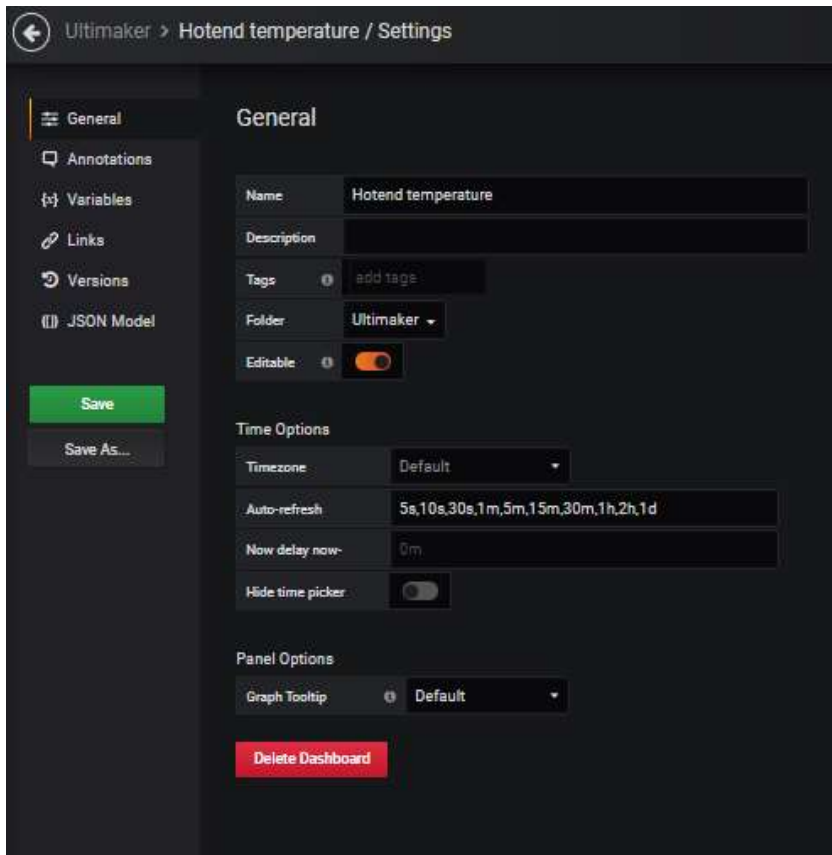 Ultimaker > Hotend temperature / Settings
General
Annotations
Variables
Links
Versions
JSON Model
Save
Save As...
General
Name Hotend temperature
Description
Tags add tags
Folder Ultimaker
Editable
Time Options
Timezone Default
Auto-refresh 5s,10s,30s,1m,5m,15m,30m,1h,2h,1d
Now delay now- 0m
Hide time picker
Panel Options
Graph Tooltip Default
Delete Dashboard